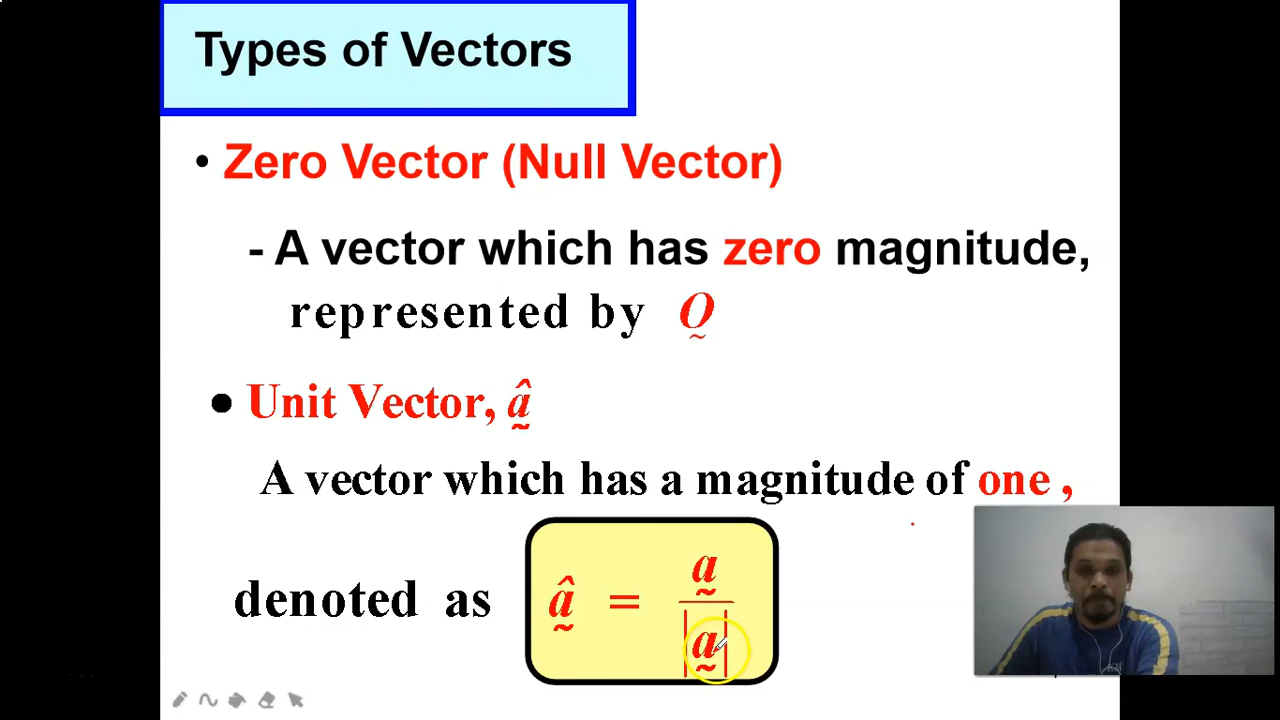 Types of Vectors
• Zero Vector (Null Vector)
- A vector which has zero magnitude,
represented by O̰
• Unit Vector, â̰
A vector which has a magnitude of one ,
denoted as â̰ = a̰ / |a̰|